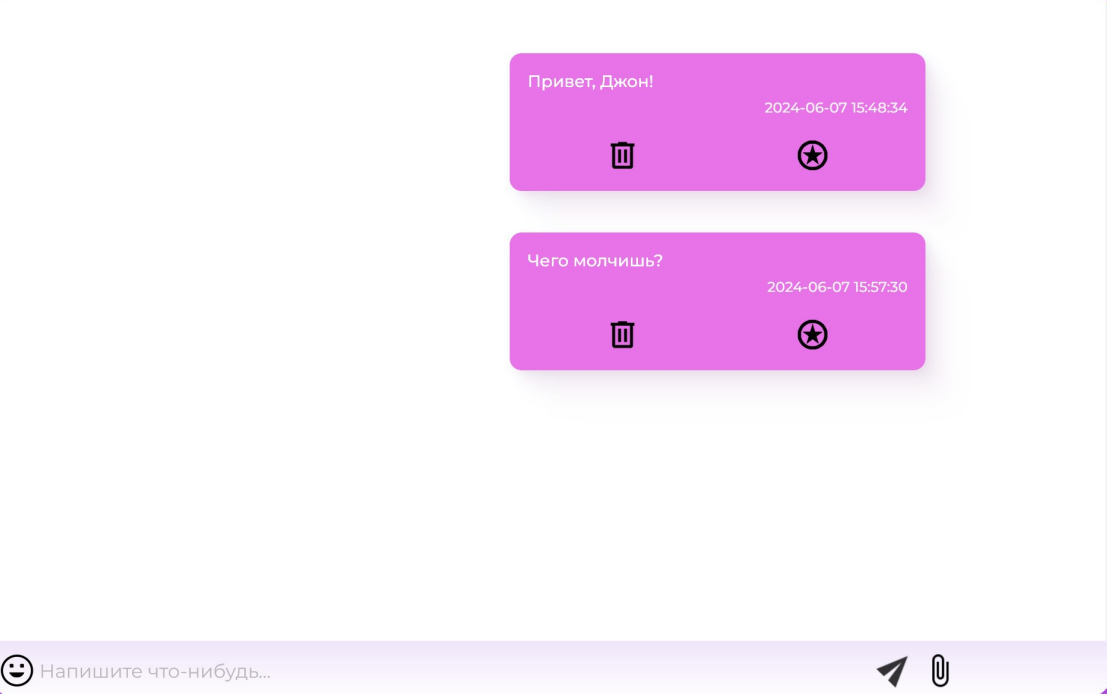 Привет, Джон!
2024-06-07 15:48:34
Чего молчишь?
2024-06-07 15:57:30
Напишите что-нибудь...